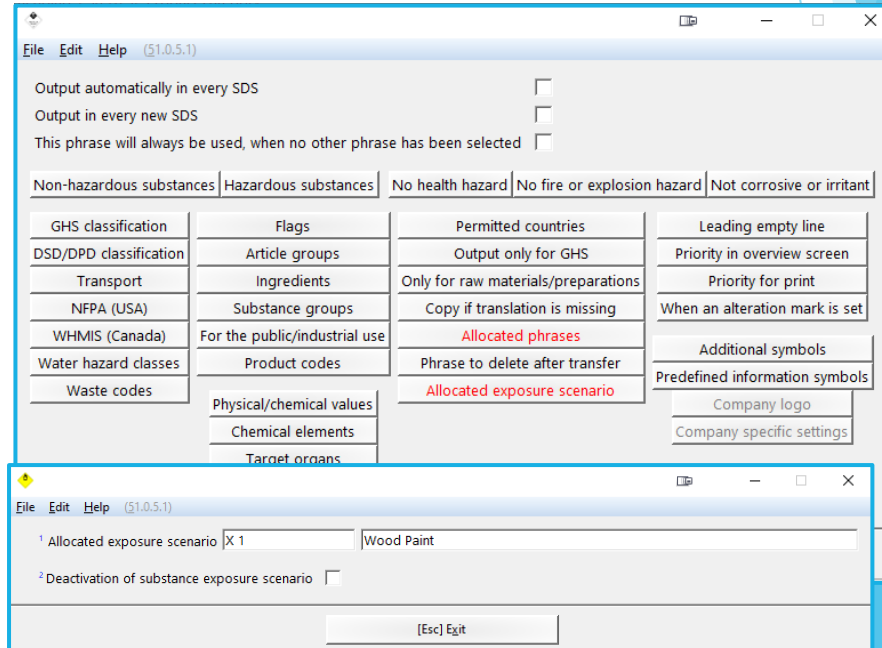 File Edit Help (51.0.5.1)
Output automatically in every SDS
Output in every new SDS
This phrase will always be used, when no other phrase has been selected
Non-hazardous substances Hazardous substances No health hazard No fire or explosion hazard Not corrosive or irritant
GHS classification Flags Permitted countries Leading empty line
DSD/DPD classification Article groups Output only for GHS Priority in overview screen
Transport Ingredients Only for raw materials/preparations Priority for print
NFPA (USA) Substance groups Copy if translation is missing When an alteration mark is set
WHMIS (Canada) For the public/industrial use Allocated phrases Additional symbols
Water hazard classes Product codes Phrase to delete after transfer Predefined information symbols
Waste codes Physical/chemical values Allocated exposure scenario Company logo
Chemical elements Company specific settings
Target organs
File Edit Help (51.0.5.1)
1 Allocated exposure scenario X 1 Wood Paint
2 Deactivation of substance exposure scenario
[Esc] Exit